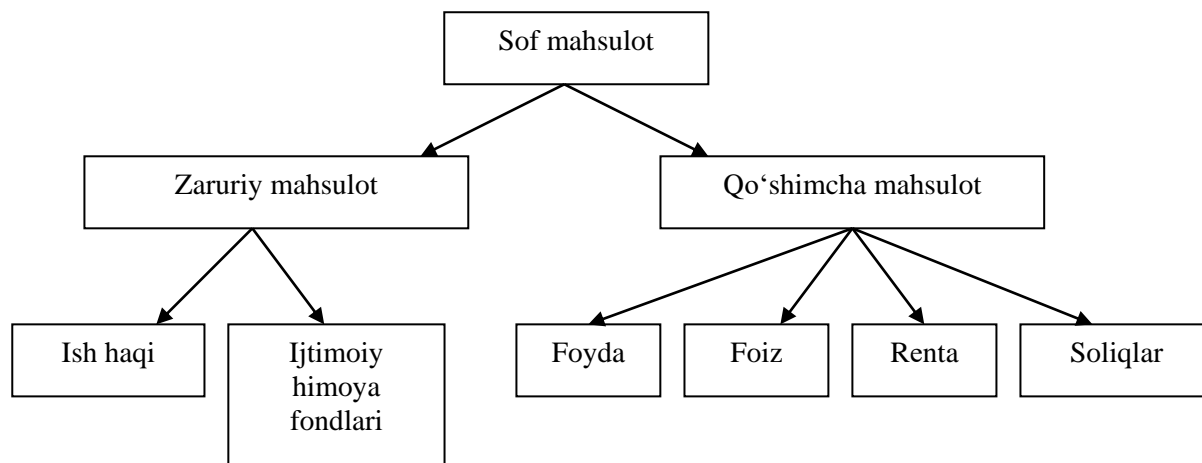 Sof mahsulot
Zaruriy mahsulot
Qo‘shimcha mahsulot
Ish haqi
Ijtimoiy
himoya
fondlari
Foyda
Foiz
Renta
Soliqlar